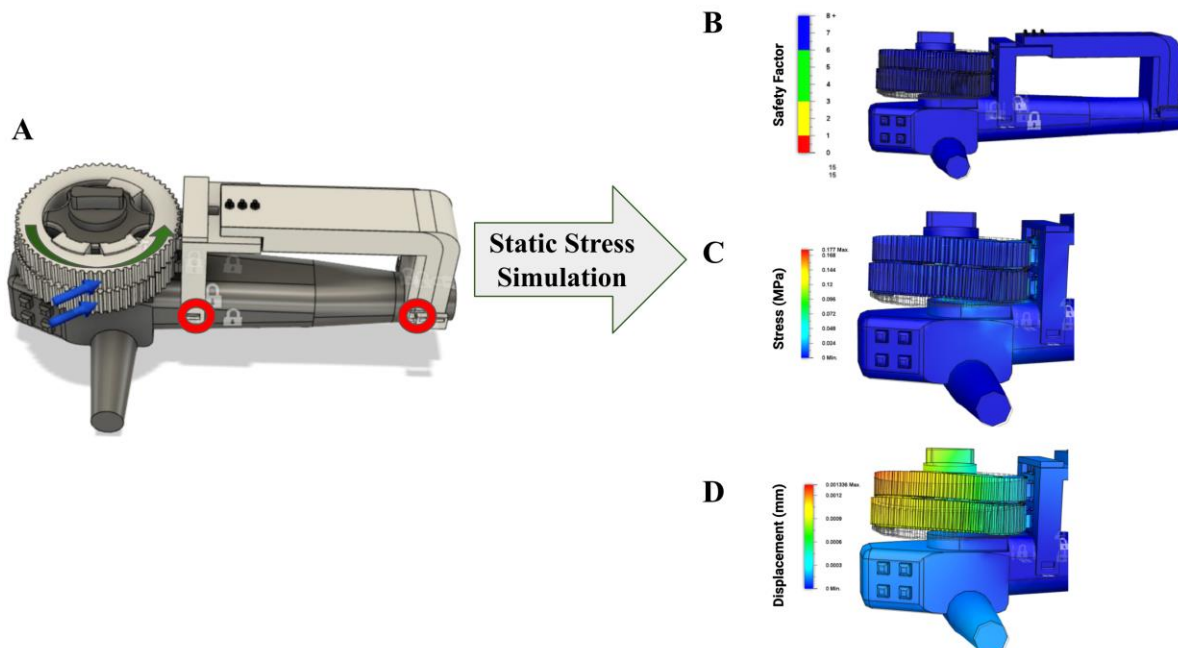 A
Static Stress
Simulation
B
Safety Factor
8 +
7
6
5
4
3
2
1
0
15
15
C
Stress (MPa)
0.177 Max.
0.168
0.144
0.12
0.096
0.072
0.048
0.024
0 Min.
D
Displacement (mm)
0.001336 Max.
0.0012
0.0009
0.0006
0.0003
0 Min.